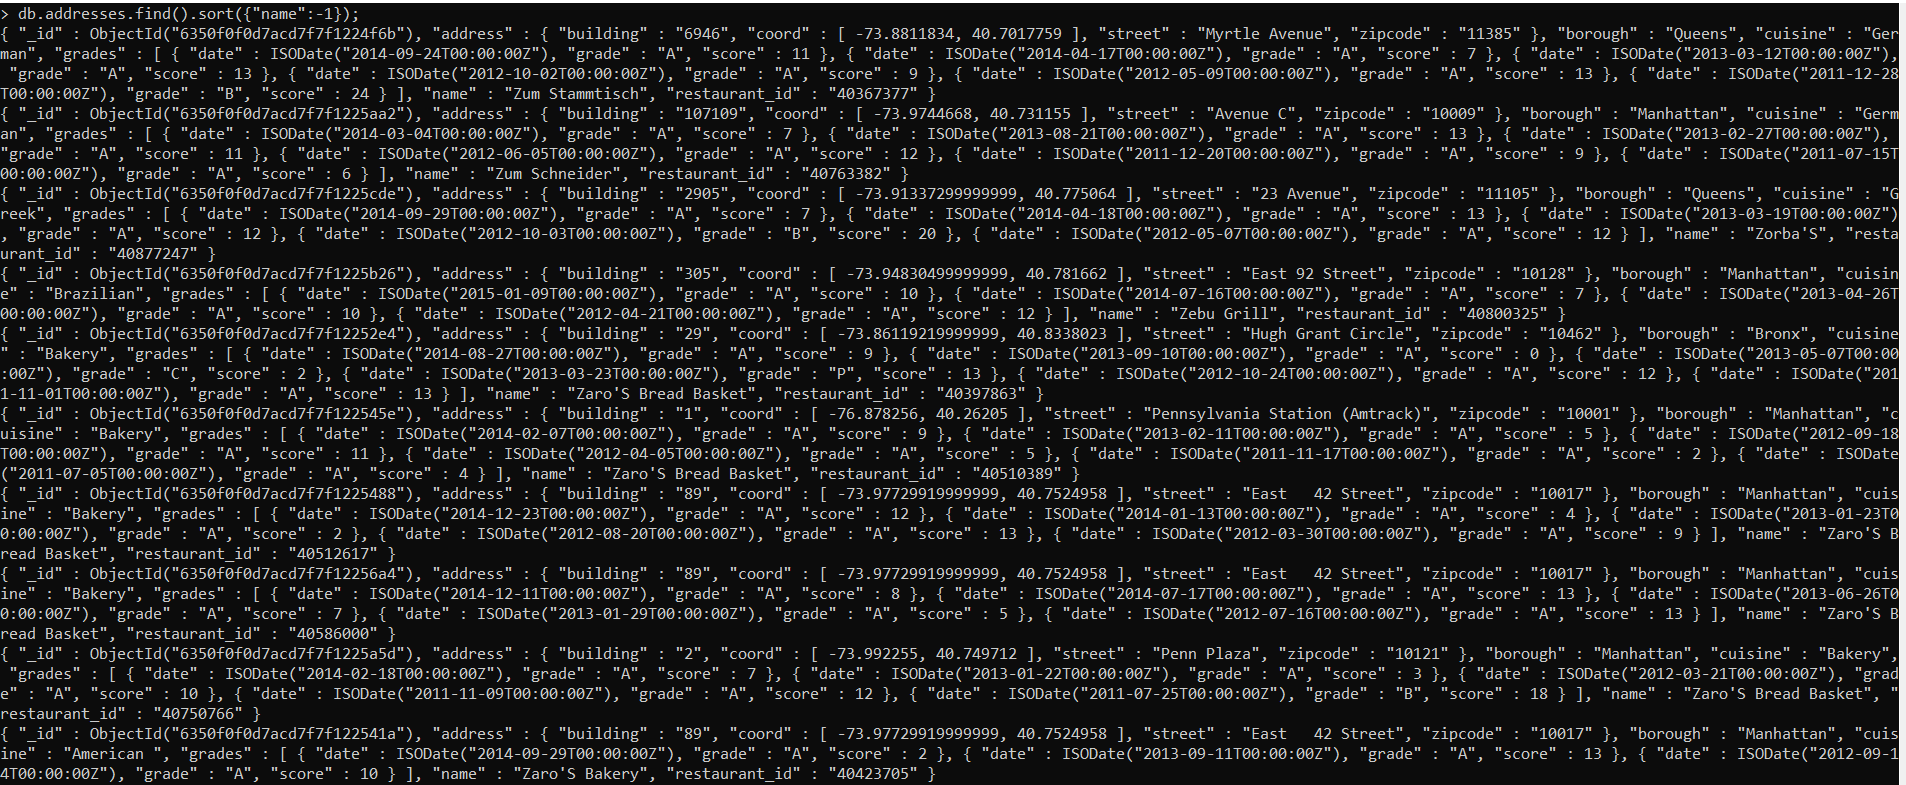 > db.addresses.find().sort({"name":-1});
{ "_id" : ObjectId("6350f0f0d7acd7f7f1224f6b"), "address" : { "building" : "6946", "coord" : [ -73.8811834, 40.7017759 ], "street" : "Myrtle Avenue", "zipcode" : "11385" }, "borough" : "Queens", "cuisine" : "Ger
man", "grades" : [ { "date" : ISODate("2014-09-24T00:00:00Z"), "grade" : "A", "score" : 11 }, { "date" : ISODate("2014-04-17T00:00:00Z"), "grade" : "A", "score" : 7 }, { "date" : ISODate("2013-03-12T00:00:00Z"),
"grade" : "A", "score" : 13 }, { "date" : ISODate("2012-10-02T00:00:00Z"), "grade" : "A", "score" : 9 }, { "date" : ISODate("2012-05-09T00:00:00Z"), "grade" : "A", "score" : 13 }, { "date" : ISODate("2011-12-28
T00:00:00Z"), "grade" : "B", "score" : 24 } ], "name" : "Zum Stammtisch", "restaurant_id" : "40367377" }
{ "_id" : ObjectId("6350f0f0d7acd7f7f1225aa2"), "address" : { "building" : "107109", "coord" : [ -73.9744668, 40.731155 ], "street" : "Avenue C", "zipcode" : "10009" }, "borough" : "Manhattan", "cuisine" : "Germ
an", "grades" : [ { "date" : ISODate("2014-03-04T00:00:00Z"), "grade" : "A", "score" : 7 }, { "date" : ISODate("2013-08-21T00:00:00Z"), "grade" : "A", "score" : 13 }, { "date" : ISODate("2013-02-27T00:00:00Z"),
"grade" : "A", "score" : 11 }, { "date" : ISODate("2012-06-05T00:00:00Z"), "grade" : "A", "score" : 12 }, { "date" : ISODate("2011-12-20T00:00:00Z"), "grade" : "A", "score" : 9 }, { "date" : ISODate("2011-07-15T
00:00:00Z"), "grade" : "A", "score" : 6 } ], "name" : "Zum Schneider", "restaurant_id" : "40763382" }
{ "_id" : ObjectId("6350f0f0d7acd7f7f1225cde"), "address" : { "building" : "2905", "coord" : [ -73.91337299999999, 40.775064 ], "street" : "23 Avenue", "zipcode" : "11105" }, "borough" : "Queens", "cuisine" : "G
reek", "grades" : [ { "date" : ISODate("2014-09-29T00:00:00Z"), "grade" : "A", "score" : 7 }, { "date" : ISODate("2014-04-18T00:00:00Z"), "grade" : "A", "score" : 13 }, { "date" : ISODate("2013-03-19T00:00:00Z")
, "grade" : "A", "score" : 12 }, { "date" : ISODate("2012-10-03T00:00:00Z"), "grade" : "B", "score" : 20 }, { "date" : ISODate("2012-05-07T00:00:00Z"), "grade" : "A", "score" : 12 } ], "name" : "Zorba'S", "resta
urant_id" : "40877247" }
{ "_id" : ObjectId("6350f0f0d7acd7f7f1225b26"), "address" : { "building" : "305", "coord" : [ -73.94830499999999, 40.781662 ], "street" : "East 92 Street", "zipcode" : "10128" }, "borough" : "Manhattan", "cuisin
e" : "Brazilian", "grades" : [ { "date" : ISODate("2015-01-09T00:00:00Z"), "grade" : "A", "score" : 10 }, { "date" : ISODate("2014-07-16T00:00:00Z"), "grade" : "A", "score" : 7 }, { "date" : ISODate("2013-04-26T
00:00:00Z"), "grade" : "A", "score" : 10 }, { "date" : ISODate("2012-04-21T00:00:00Z"), "grade" : "A", "score" : 12 } ], "name" : "Zebu Grill", "restaurant_id" : "40800325" }
{ "_id" : ObjectId("6350f0f0d7acd7f7f12252e4"), "address" : { "building" : "29", "coord" : [ -73.86119219999999, 40.8338023 ], "street" : "Hugh Grant Circle", "zipcode" : "10462" }, "borough" : "Bronx", "cuisine
" : "Bakery", "grades" : [ { "date" : ISODate("2014-08-27T00:00:00Z"), "grade" : "A", "score" : 9 }, { "date" : ISODate("2013-09-10T00:00:00Z"), "grade" : "A", "score" : 0 }, { "date" : ISODate("2013-05-07T00:00
:00Z"), "grade" : "C", "score" : 2 }, { "date" : ISODate("2013-03-23T00:00:00Z"), "grade" : "P", "score" : 13 }, { "date" : ISODate("2012-10-24T00:00:00Z"), "grade" : "A", "score" : 12 }, { "date" : ISODate("201
1-11-01T00:00:00Z"), "grade" : "A", "score" : 13 } ], "name" : "Zaro'S Bread Basket", "restaurant_id" : "40397863" }
{ "_id" : ObjectId("6350f0f0d7acd7f7f122545e"), "address" : { "building" : "1", "coord" : [ -76.878256, 40.26205 ], "street" : "Pennsylvania Station (Amtrack)", "zipcode" : "10001" }, "borough" : "Manhattan", "c
uisine" : "Bakery", "grades" : [ { "date" : ISODate("2014-02-07T00:00:00Z"), "grade" : "A", "score" : 9 }, { "date" : ISODate("2013-02-11T00:00:00Z"), "grade" : "A", "score" : 5 }, { "date" : ISODate("2012-09-18
T00:00:00Z"), "grade" : "A", "score" : 11 }, { "date" : ISODate("2012-04-05T00:00:00Z"), "grade" : "A", "score" : 5 }, { "date" : ISODate("2011-11-17T00:00:00Z"), "grade" : "A", "score" : 2 }, { "date" : ISODate
("2011-07-05T00:00:00Z"), "grade" : "A", "score" : 4 } ], "name" : "Zaro'S Bread Basket", "restaurant_id" : "40510389" }
{ "_id" : ObjectId("6350f0f0d7acd7f7f1225488"), "address" : { "building" : "89", "coord" : [ -73.97729919999999, 40.7524958 ], "street" : "East   42 Street", "zipcode" : "10017" }, "borough" : "Manhattan", "cuis
ine" : "Bakery", "grades" : [ { "date" : ISODate("2014-12-23T00:00:00Z"), "grade" : "A", "score" : 12 }, { "date" : ISODate("2014-01-13T00:00:00Z"), "grade" : "A", "score" : 4 }, { "date" : ISODate("2013-01-23T0
0:00:00Z"), "grade" : "A", "score" : 2 }, { "date" : ISODate("2012-08-20T00:00:00Z"), "grade" : "A", "score" : 13 }, { "date" : ISODate("2012-03-30T00:00:00Z"), "grade" : "A", "score" : 9 } ], "name" : "Zaro'S B
read Basket", "restaurant_id" : "40512617" }
{ "_id" : ObjectId("6350f0f0d7acd7f7f12256a4"), "address" : { "building" : "89", "coord" : [ -73.97729919999999, 40.7524958 ], "street" : "East   42 Street", "zipcode" : "10017" }, "borough" : "Manhattan", "cuis
ine" : "Bakery", "grades" : [ { "date" : ISODate("2014-12-11T00:00:00Z"), "grade" : "A", "score" : 8 }, { "date" : ISODate("2014-07-17T00:00:00Z"), "grade" : "A", "score" : 13 }, { "date" : ISODate("2013-06-26T0
0:00:00Z"), "grade" : "A", "score" : 7 }, { "date" : ISODate("2013-01-29T00:00:00Z"), "grade" : "A", "score" : 5 }, { "date" : ISODate("2012-07-16T00:00:00Z"), "grade" : "A", "score" : 13 } ], "name" : "Zaro'S B
read Basket", "restaurant_id" : "40586000" }
{ "_id" : ObjectId("6350f0f0d7acd7f7f1225a5d"), "address" : { "building" : "2", "coord" : [ -73.992255, 40.749712 ], "street" : "Penn Plaza", "zipcode" : "10121" }, "borough" : "Manhattan", "cuisine" : "Bakery",
"grades" : [ { "date" : ISODate("2014-02-18T00:00:00Z"), "grade" : "A", "score" : 7 }, { "date" : ISODate("2013-01-22T00:00:00Z"), "grade" : "A", "score" : 3 }, { "date" : ISODate("2012-03-21T00:00:00Z"), "grad
e" : "A", "score" : 10 }, { "date" : ISODate("2011-11-09T00:00:00Z"), "grade" : "A", "score" : 12 }, { "date" : ISODate("2011-07-25T00:00:00Z"), "grade" : "B", "score" : 18 } ], "name" : "Zaro'S Bread Basket", "
restaurant_id" : "40750766" }
{ "_id" : ObjectId("6350f0f0d7acd7f7f122541a"), "address" : { "building" : "89", "coord" : [ -73.97729919999999, 40.7524958 ], "street" : "East   42 Street", "zipcode" : "10017" }, "borough" : "Manhattan", "cuis
ine" : "American ", "grades" : [ { "date" : ISODate("2014-09-29T00:00:00Z"), "grade" : "A", "score" : 2 }, { "date" : ISODate("2013-09-11T00:00:00Z"), "grade" : "A", "score" : 13 }, { "date" : ISODate("2012-09-1
4T00:00:00Z"), "grade" : "A", "score" : 10 } ], "name" : "Zaro'S Bakery", "restaurant_id" : "40423705" }